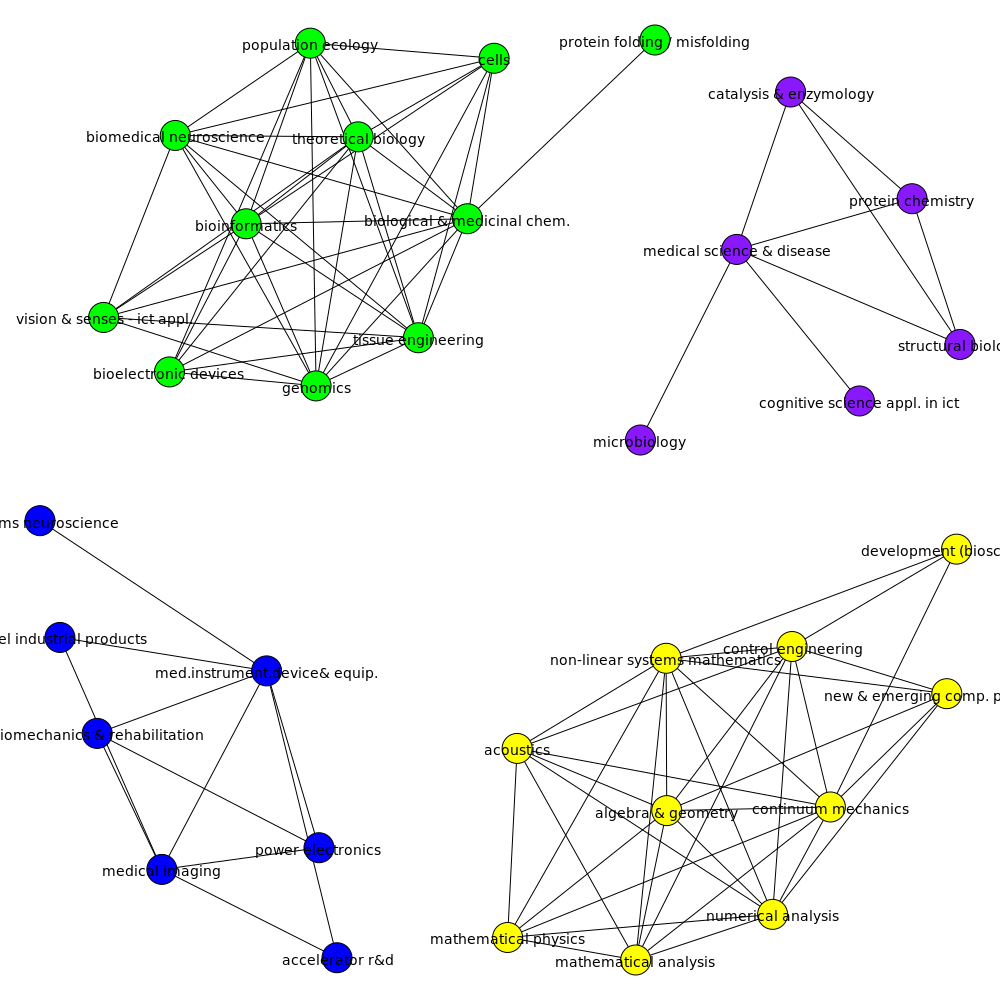 population ecology
cells
protein folding / misfolding
catalysis & enzymology
biomedical neuroscience
theoretical biology
protein chemistry
bioinformatics
biological & medicinal chem.
medical science & disease
vision & senses - ict appl.
tissue engineering
structural biolo
bioelectronic devices
genomics
cognitive science appl. in ict
microbiology
ms neuroscience
development (biosc
el industrial products
control engineering
non-linear systems mathematics
med.instrument.device& equip.
new & emerging comp. p
iomechanics & rehabilitation
acoustics
algebra & geometry
continuum mechanics
power electronics
medical imaging
numerical analysis
mathematical physics
accelerator r&d
mathematical analysis